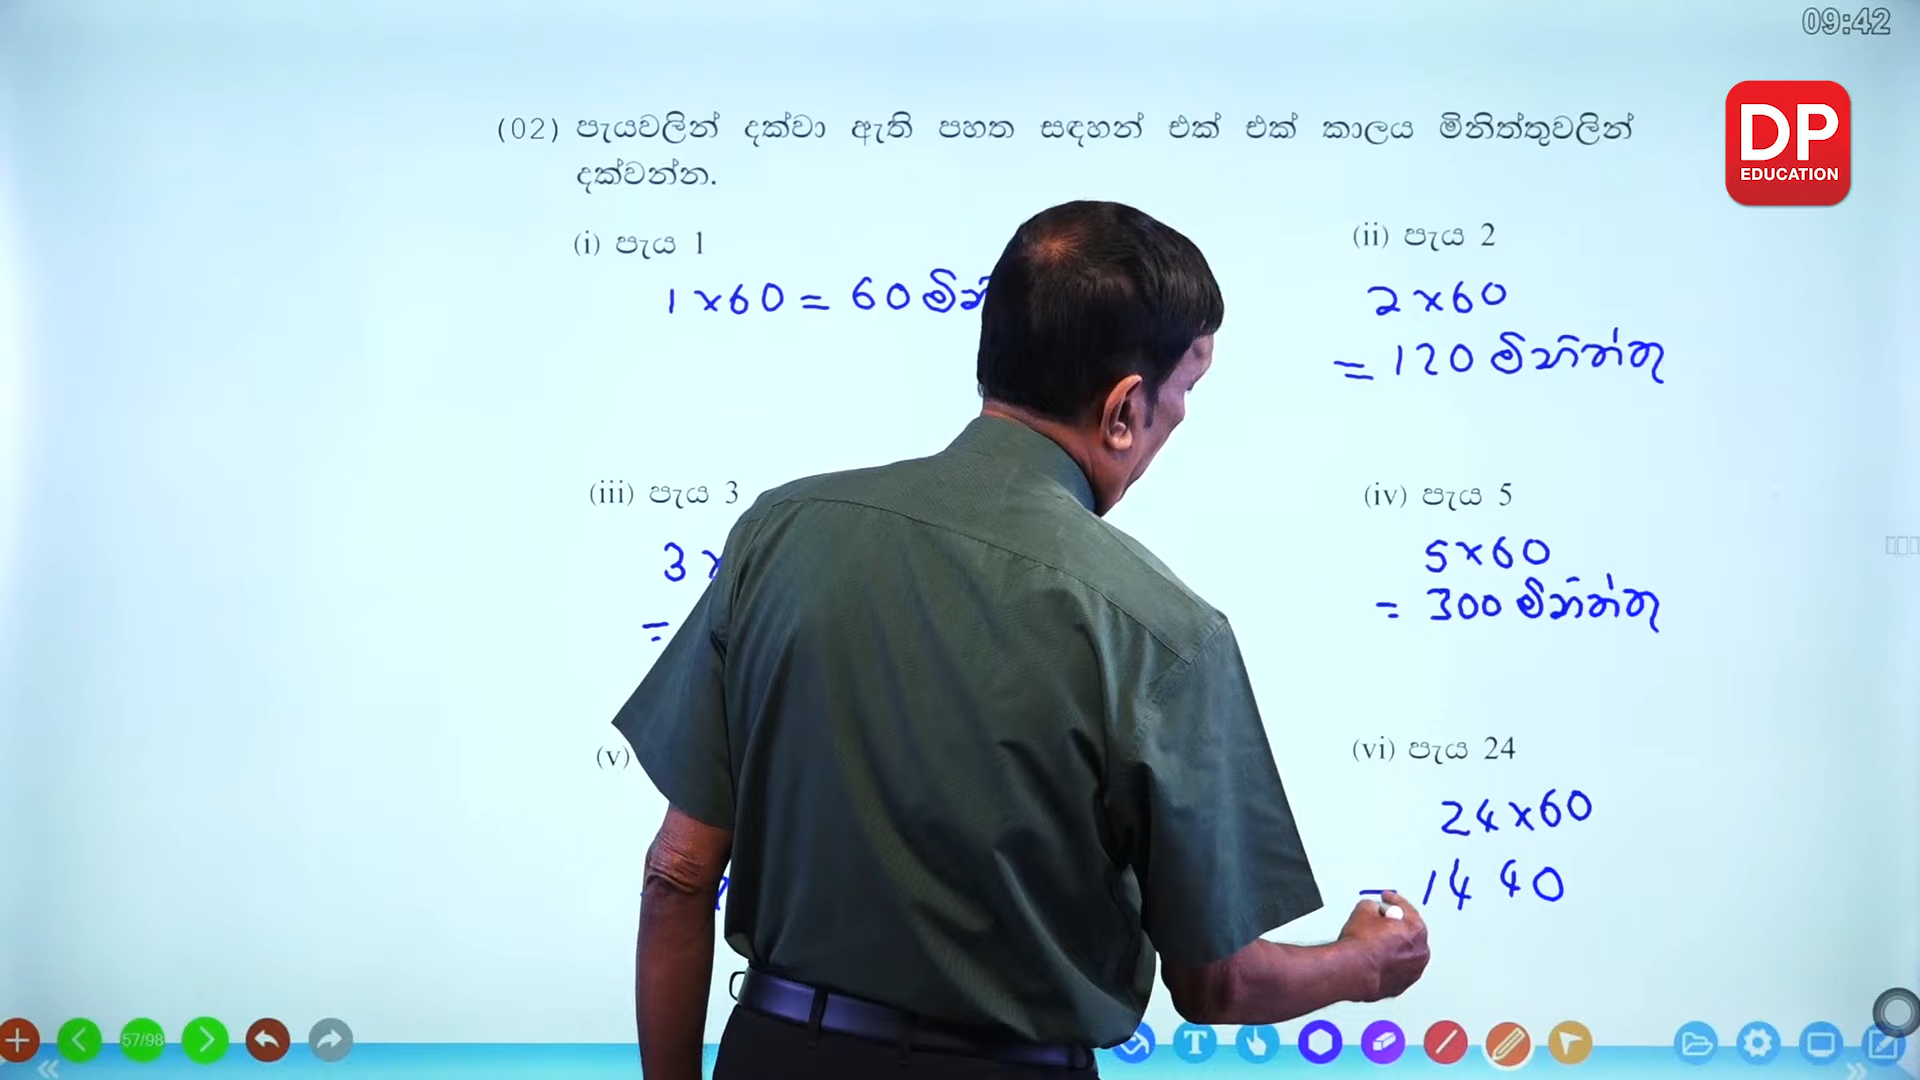 09:42
DP
EDUCATION
(02) පැයවලින් දක්වා ඇති පහත සඳහන් එක් එක් කාලය මිනිත්තුවලින්
දක්වන්න.
(i) පැය 1
1 × 60 = 60
(ii) පැය 2
2 × 60
= 120 මිනිත්තු
(iii) පැය 3
3 ×
=
(iv) පැය 5
5 × 60
= 300 මිනිත්තු
(v)
(vi) පැය 24
24 × 60
= 1440
57/98
T